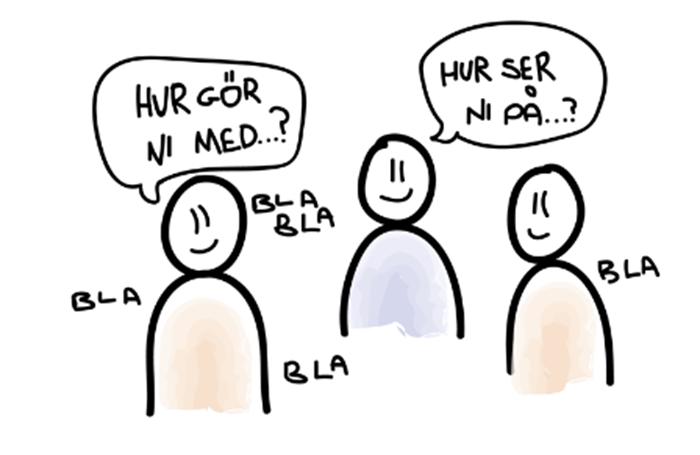 HUR GÖR
NI MED...?
HUR SER
NI PÅ...?
BLA
BLA
BLA
BLA
BLA